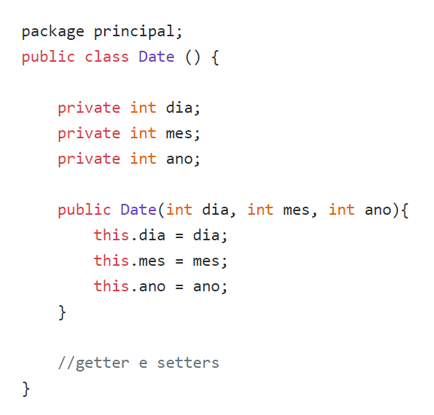 package principal;
public class Date () {
private int dia;
private int mes;
private int ano;
public Date(int dia, int mes, int ano){
this.dia = dia;
this.mes = mes;
this.ano = ano;
}
//getter e setters
}